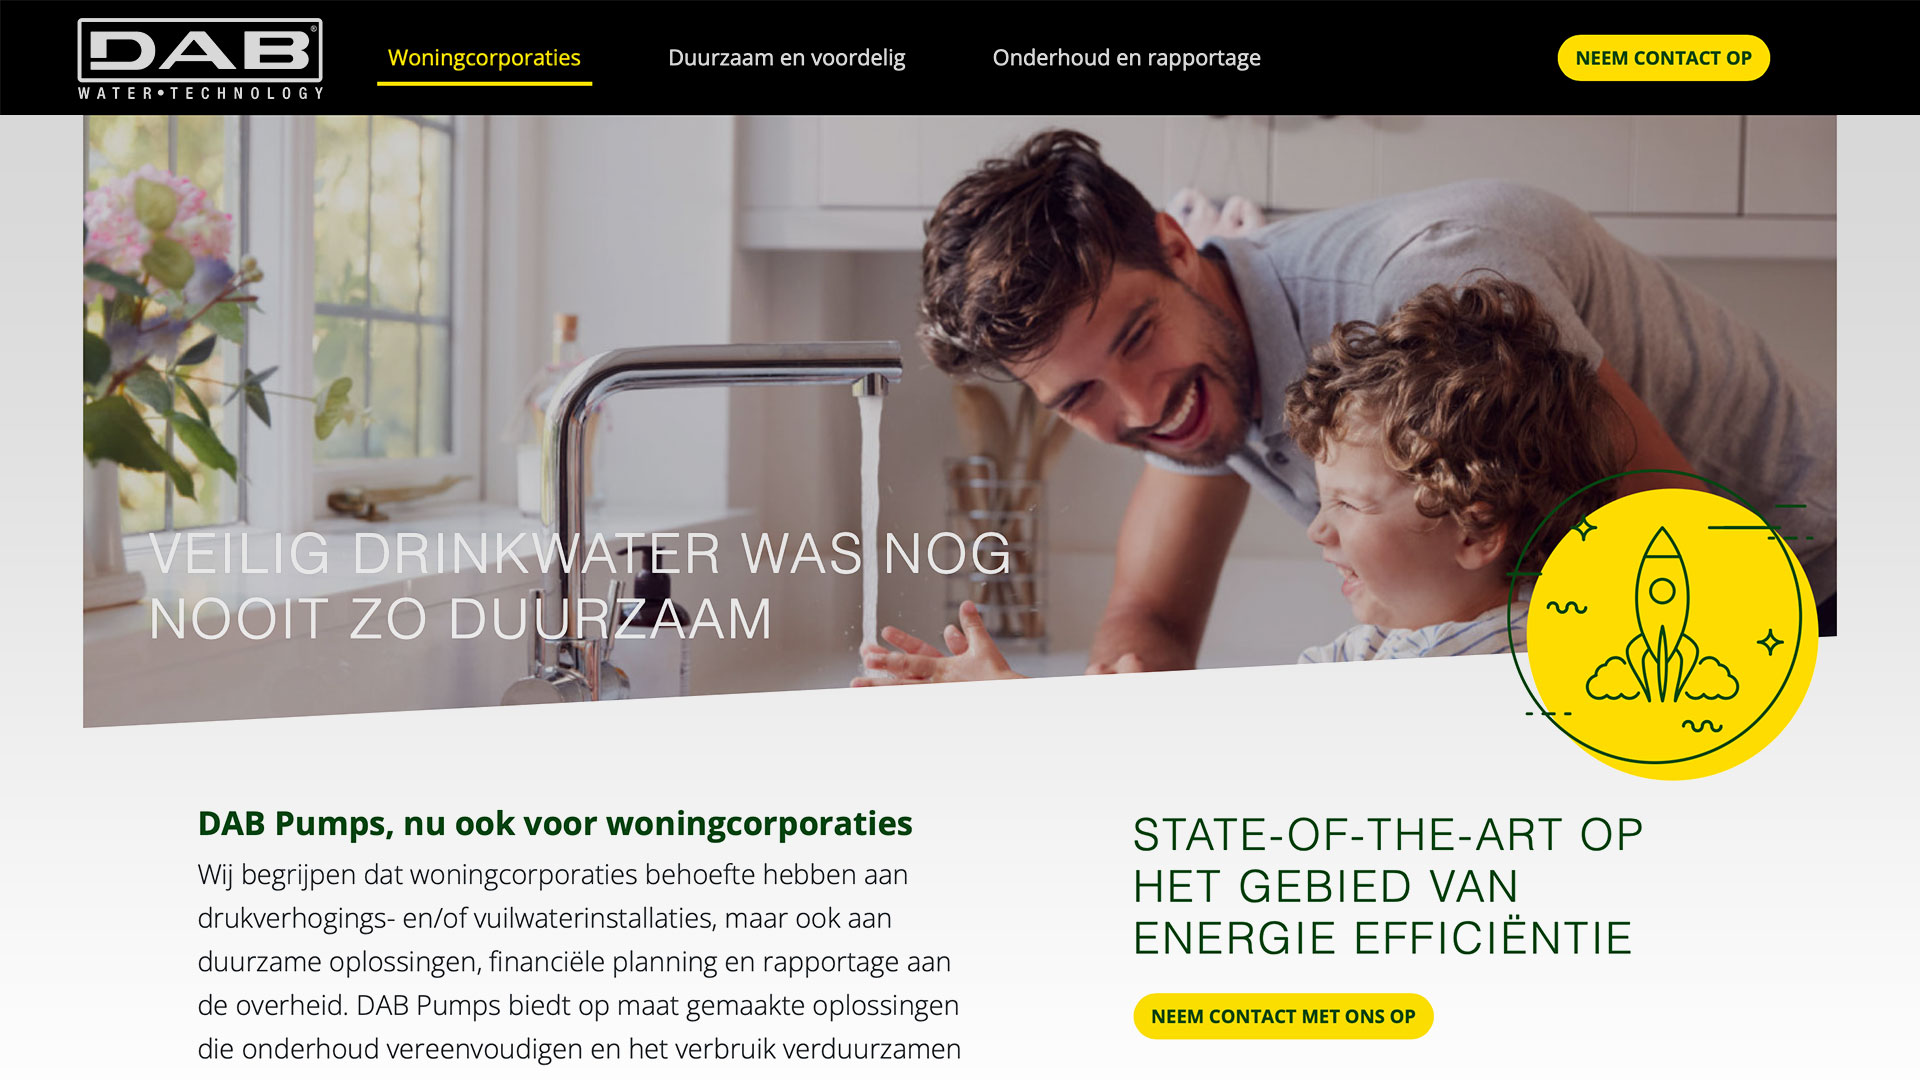 DAB®
WATER•TECHNOLOGY
Woningcorporaties
Duurzaam en voordelig
Onderhoud en rapportage
NEEM CONTACT OP
VEILIG DRINKWATER WAS NOG
NOOIT ZO DUURZAAM
DAB Pumps, nu ook voor woningcorporaties
Wij begrijpen dat woningcorporaties behoefte hebben aan
drukverhogings- en/of vuilwaterinstallaties, maar ook aan
duurzame oplossingen, financiële planning en rapportage aan
de overheid. DAB Pumps biedt op maat gemaakte oplossingen
die onderhoud vereenvoudigen en het verbruik verduurzamen
STATE-OF-THE-ART OP
HET GEBIED VAN
ENERGIE EFFICIËNTIE
NEEM CONTACT MET ONS OP